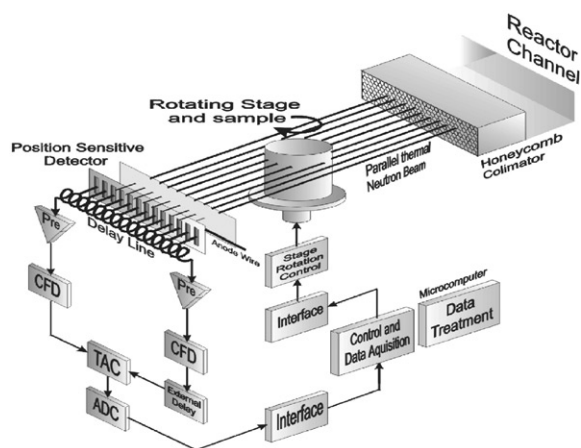 Reactor
Channel
Rotating Stage
and sample
Position Sensitive
Detector
Honeycomb
Colimator
Parallel thermal
Neutron Beam
Pre
Delay Line
Anode Wire
Pre
Stage
Rotation
Control
CFD
Microcomputer
Interface
Control and
Data Aquisition
Data
Treatment
CFD
TAC
External
Delay
ADC
Interface